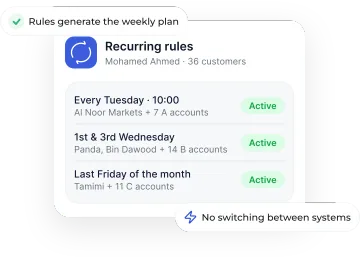 Rules generate the weekly plan
Recurring rules
Mohamed Ahmed · 36 customers
Every Tuesday · 10:00
Al Noor Markets + 7 A accounts
Active
1st & 3rd Wednesday
Panda, Bin Dawood + 14 B accounts
Active
Last Friday of the month
Tamimi + 11 C accounts
Active
No switching between systems